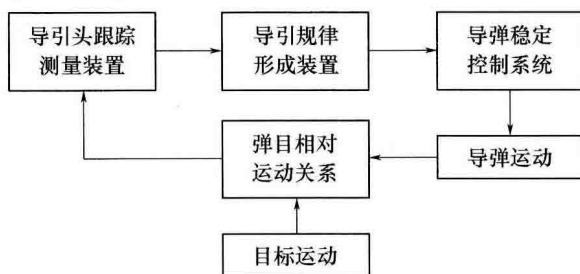 导引头跟踪
测量装置
导引规律
形成装置
导弹稳定
控制系统
弹目相对
运动关系
导弹运动
目标运动